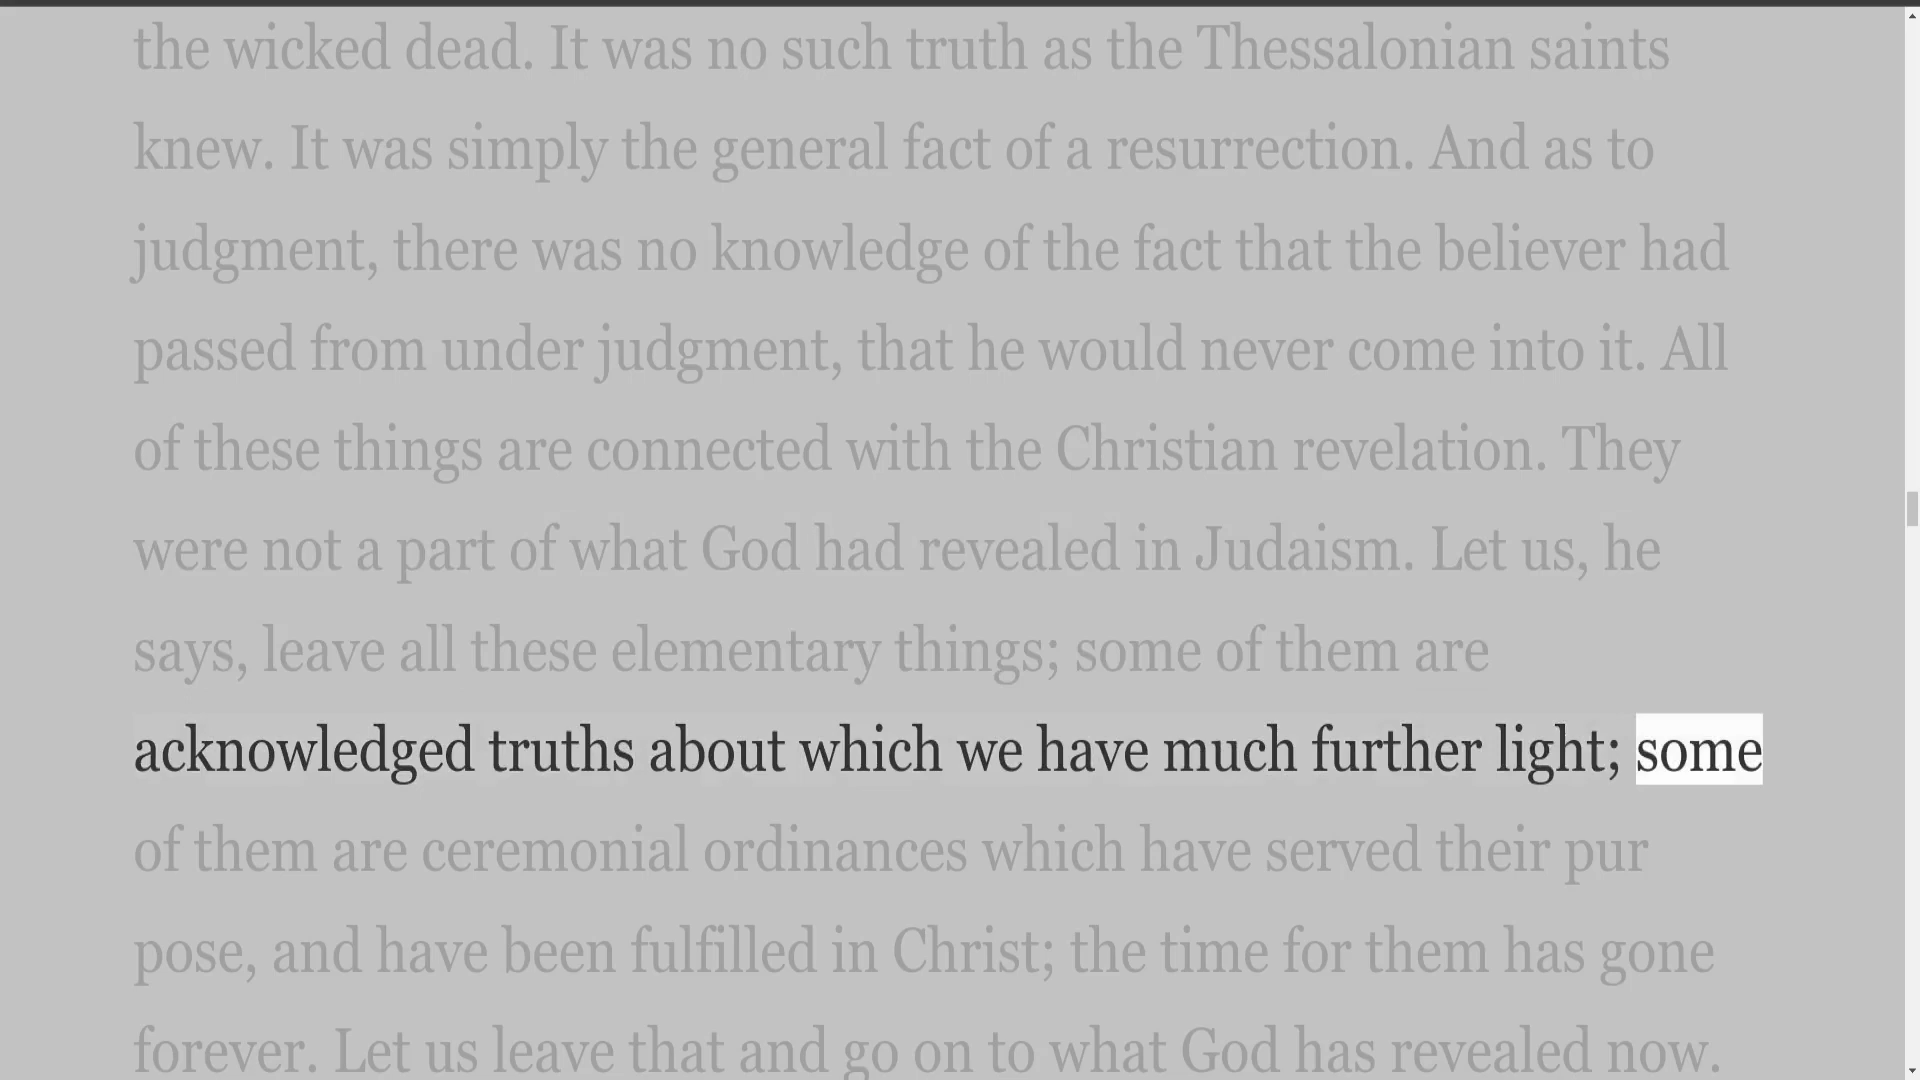 the wicked dead. It was no such truth as the Thessalonian saints
knew. It was simply the general fact of a resurrection. And as to
judgment, there was no knowledge of the fact that the believer had
passed from under judgment, that he would never come into it. All
of these things are connected with the Christian revelation. They
were not a part of what God had revealed in Judaism. Let us, he
says, leave all these elementary things; some of them are
acknowledged truths about which we have much further light; some
of them are ceremonial ordinances which have served their pur
pose, and have been fulfilled in Christ; the time for them has gone
forever. Let us leave that and go on to what God has revealed now.